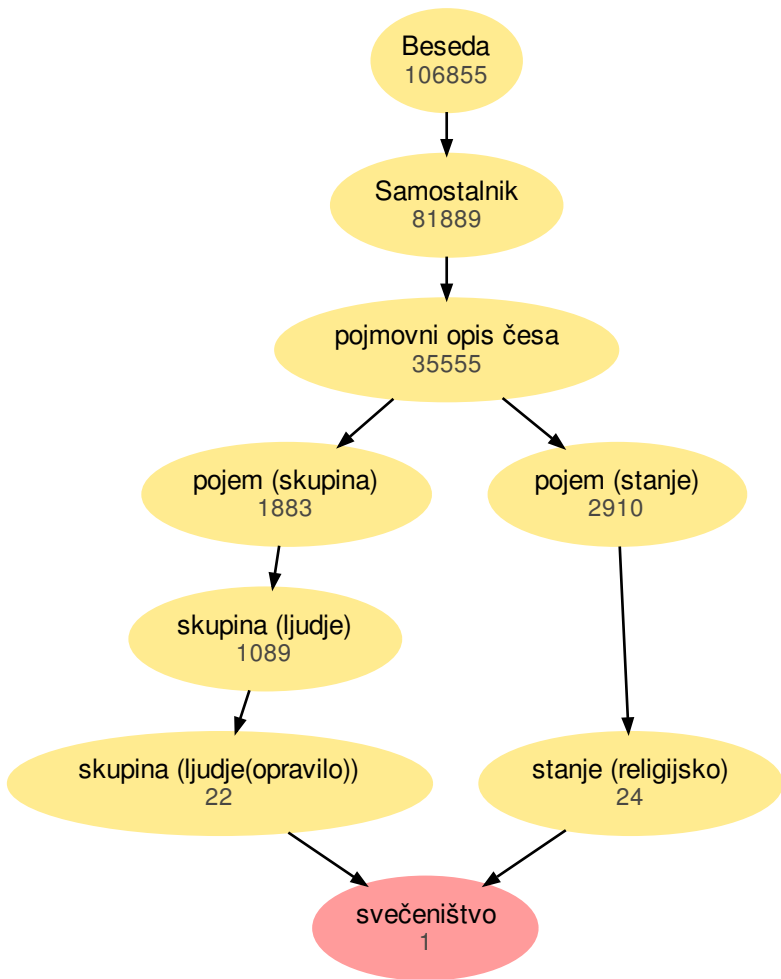 Beseda
106855
Samostalnik
81889
pojmovni opis česa
35555
pojem (skupina)
1883
pojem (stanje)
2910
skupina (ljudje)
1089
skupina (ljudje(opravilo))
22
stanje (religijsko)
24
svečeništvo
1